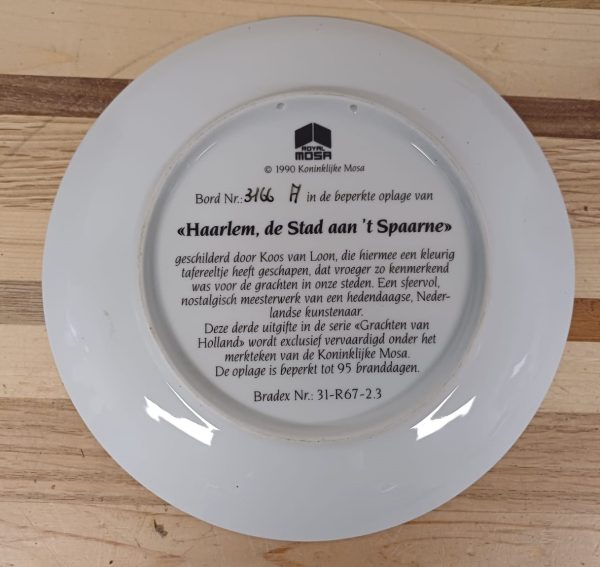 ROYAL
MOSA
© 1990 Koninklijke Mosa
Bord Nr.: 3166 A in de beperkte oplage van
«Haarlem, de Stad aan 't Spaarne»
geschilderd door Koos van Loon, die hiermee een kleurig
tafereeltje heeft geschapen, dat vroeger zo kenmerkend
was voor de grachten in onze steden. Een sfeervol,
nostalgisch meesterwerk van een hedendaagse, Neder-
landse kunstenaar.
Deze derde uitgifte in de serie «Grachten van
Holland» wordt exclusief vervaardigd onder het
merkteken van de Koninklijke Mosa.
De oplage is beperkt tot 95 branddagen.
Bradex Nr.: 31-R67-2.3